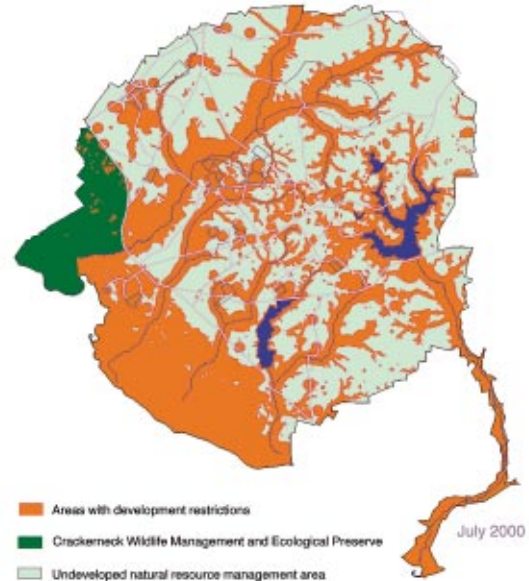 Areas with development restrictions
July 2000
Crackerneck Wildlife Management and Ecological Preserve
Undeveloped natural resource management area